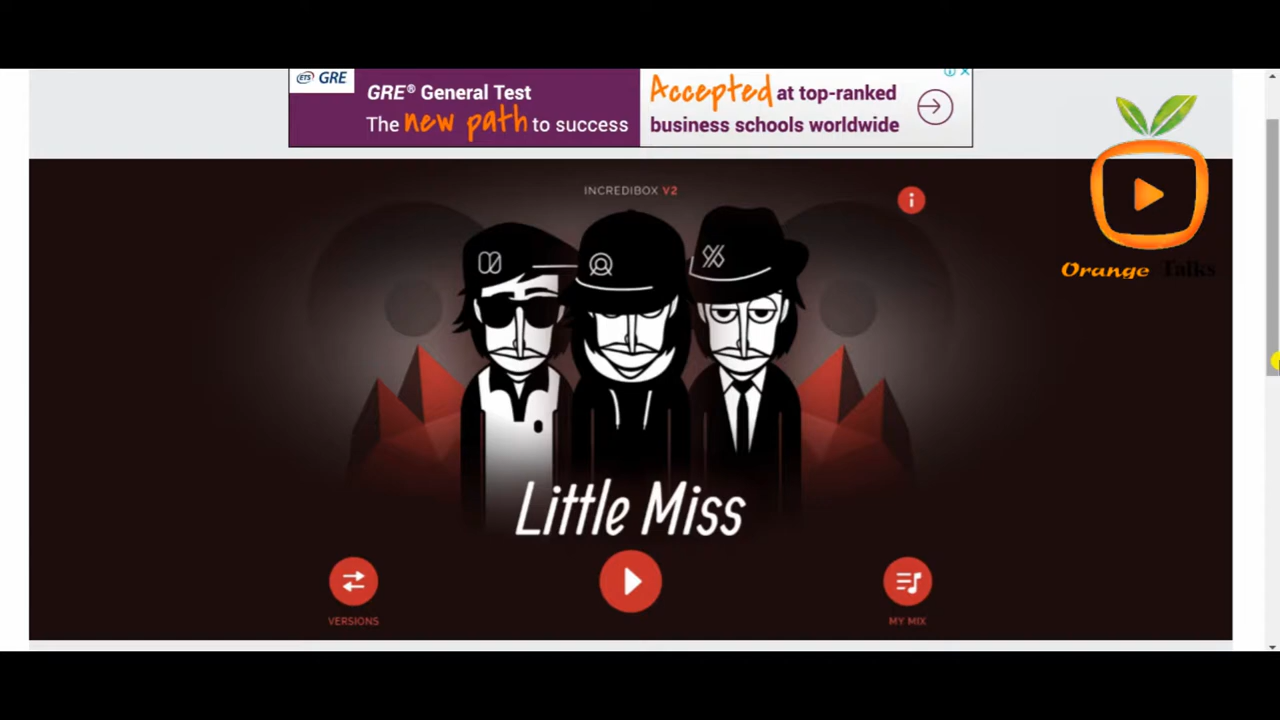 ETS GRE
GRE® General Test
The new path to success
Accepted at top-ranked
business schools worldwide
Orange Talks
INCREDIBOX V2
Little Miss
VERSIONS
MY MIX